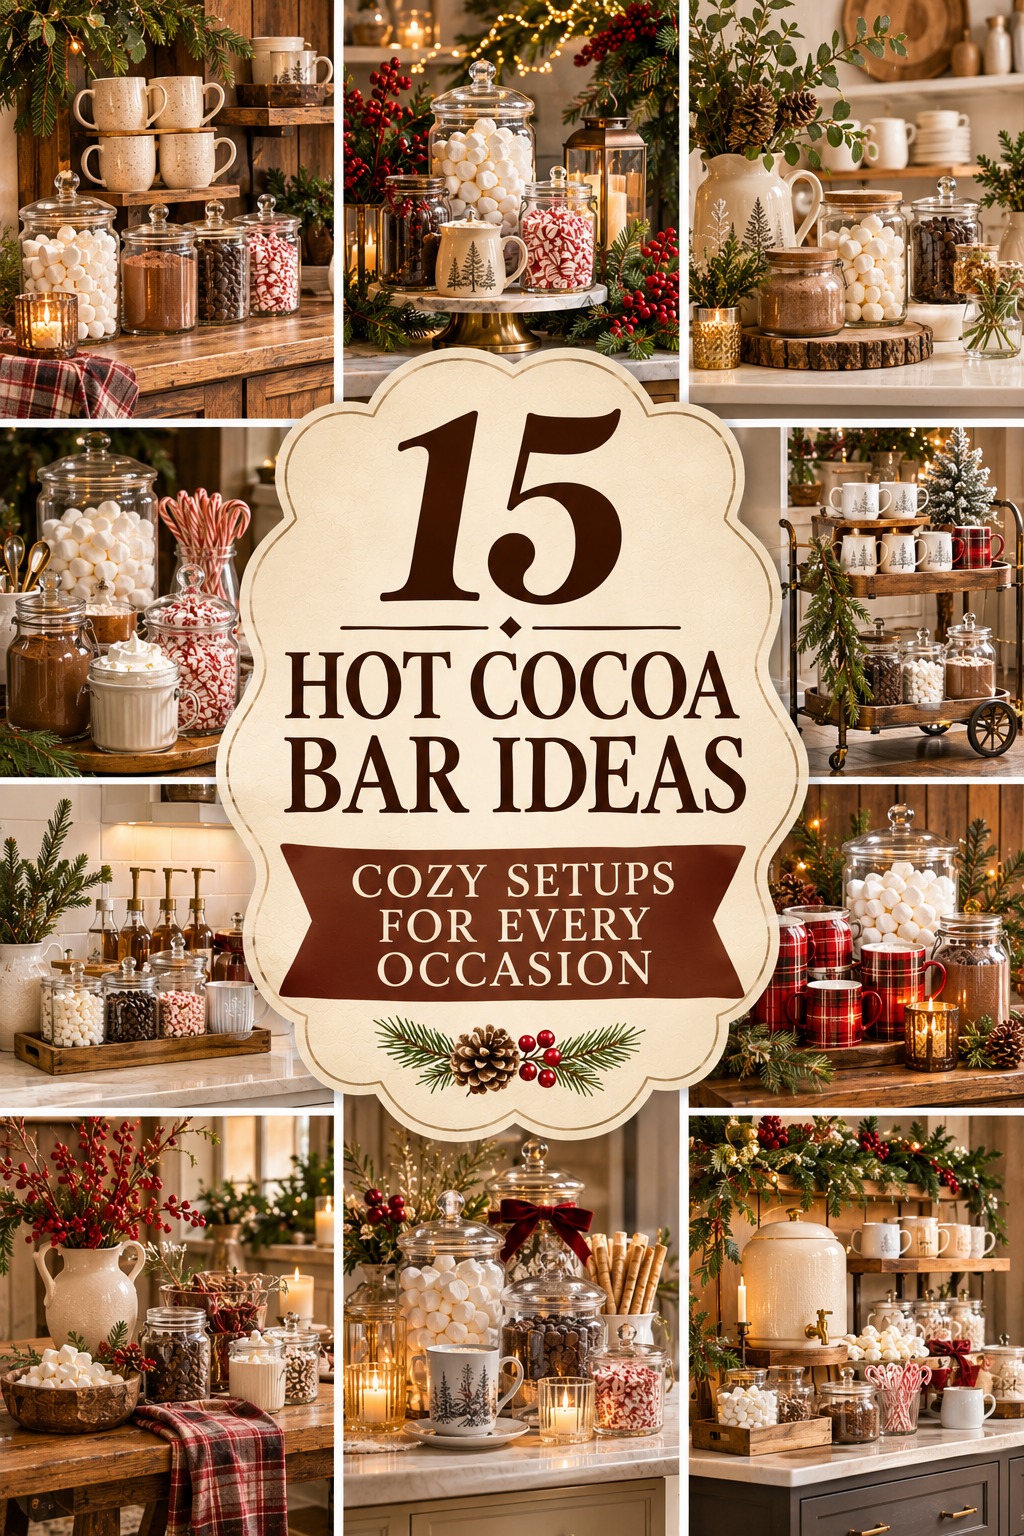 15
HOT COCOA
BAR IDEAS
COZY SETUPS
FOR EVERY
OCCASION